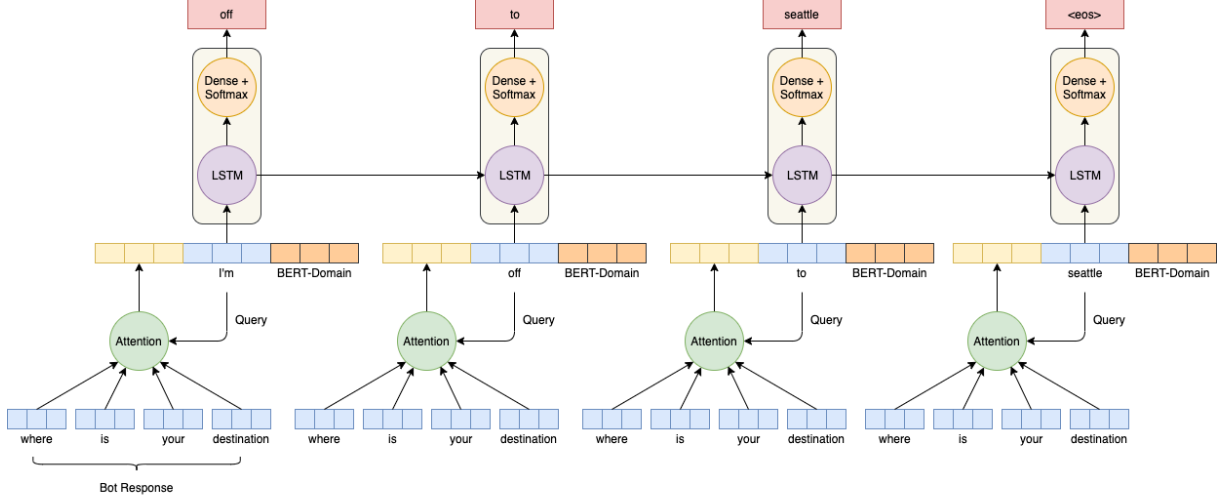 off to seattle <eos>
Dense + Dense + Dense + Dense +
Softmax Softmax Softmax Softmax
LSTM LSTM LSTM LSTM
I'm BERT-Domain off BERT-Domain to BERT-Domain seattle BERT-Domain
Query Query Query Query
Attention Attention Attention Attention
where is your destination where is your destination where is your destination where is your destination
Bot Response